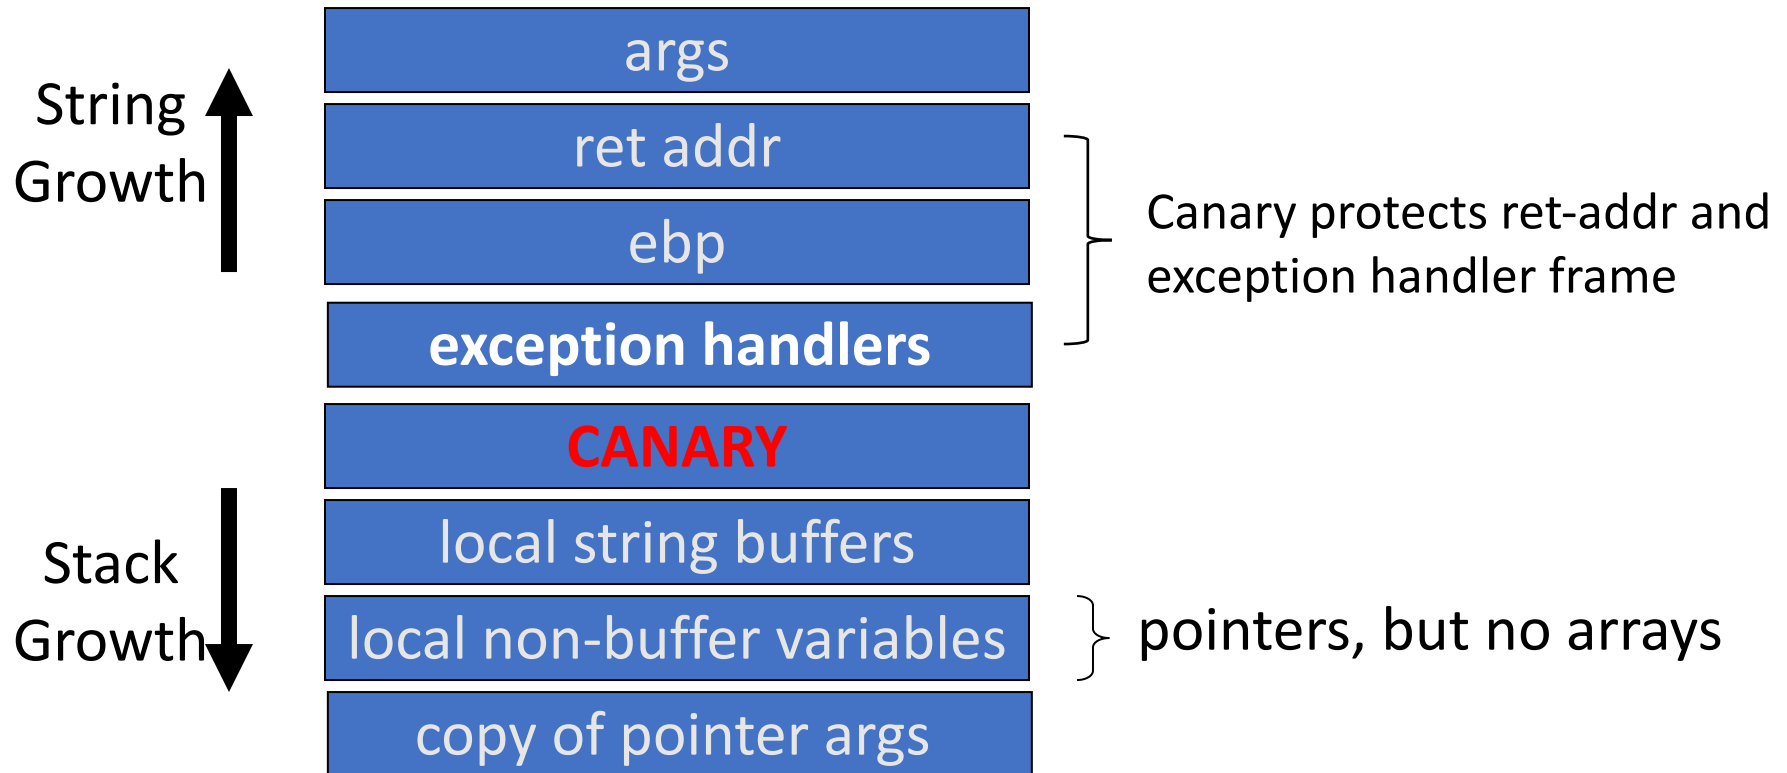 args
String
Growth
ret addr
ebp
Canary protects ret-addr and
exception handler frame
exception handlers
CANARY
local string buffers
Stack
Growth
local non-buffer variables
pointers, but no arrays
copy of pointer args